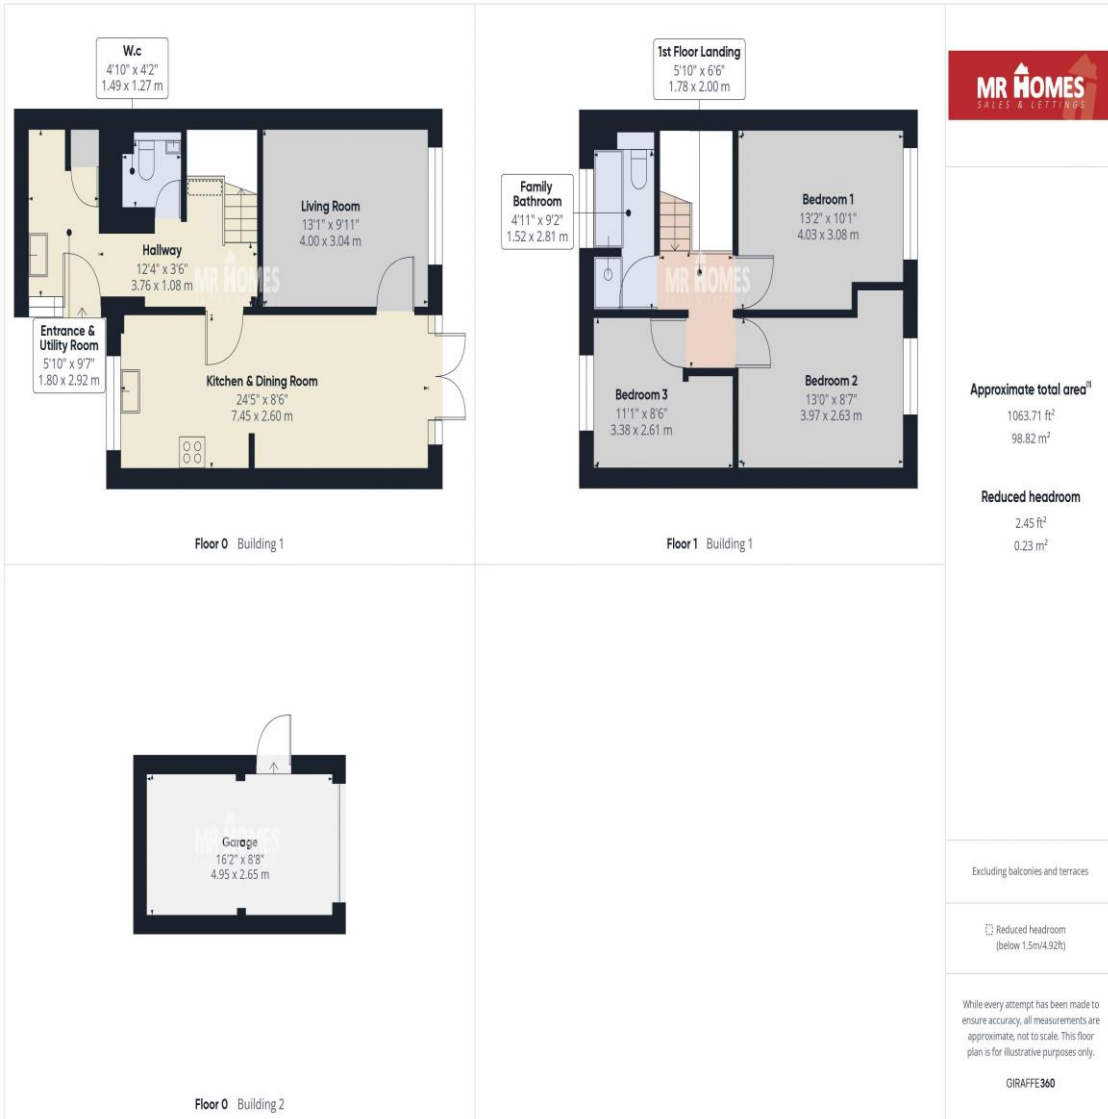 W.c
4'10" x 4'2"
1.49 x 1.27 m
Living Room
13'1" x 9'11"
4.00 x 3.04 m
Hallway
12'4" x 3'6"
3.76 x 1.08 m
MR HOMES
Entrance &
Utility Room
5'10" x 9'7"
1.80 x 2.92 m
Kitchen & Dining Room
24'5" x 8'6"
7.45 x 2.60 m
Floor 0 Building 1
1st Floor Landing
5'10" x 6'6"
1.78 x 2.00 m
Family
Bathroom
4'11" x 9'2"
1.52 x 2.81 m
Bedroom 1
13'2" x 10'1"
4.03 x 3.08 m
MR HOMES
Bedroom 3
11'1" x 8'6"
3.38 x 2.61 m
Bedroom 2
13'0" x 8'7"
3.97 x 2.63 m
Floor 1 Building 1
MR HOMES
Garage
16'2" x 8'8"
4.95 x 2.65 m
Floor 0 Building 2
MR HOMES
SALES & LETTINGS
Approximate total area(1)
1063.71 ft²
98.82 m²
Reduced headroom
2.45 ft²
0.23 m²
Excluding balconies and terraces
Reduced headroom
(below 1.5m/4.92ft)
While every attempt has been made to
ensure accuracy, all measurements are
approximate, not to scale. This floor
plan is for illustrative purposes only.
GIRAFFE360